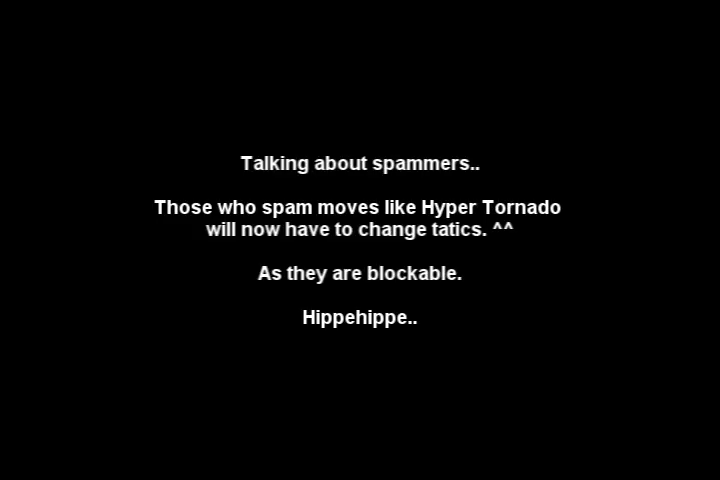 Talking about spammers..
Those who spam moves like Hyper Tornado
will now have to change tatics. ^^
As they are blockable.
Hippehippe..